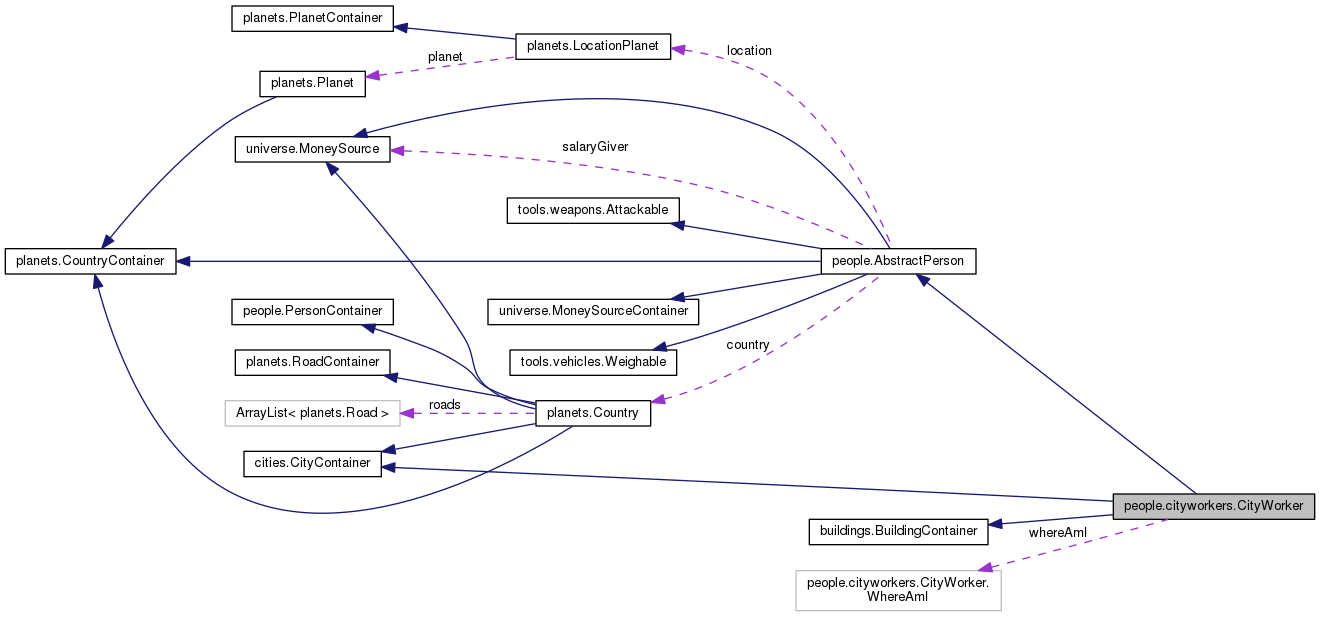 planets.PlanetContainer
planets.LocationPlanet
location
planet
planets.Planet
universe.MoneySource
salaryGiver
tools.weapons.Attackable
planets.CountryContainer
people.AbstractPerson
people.PersonContainer
universe.MoneySourceContainer
country
planets.RoadContainer
tools.vehicles.Weighable
roads
ArrayList< planets.Road >
planets.Country
cities.CityContainer
people.cityworkers.CityWorker
buildings.BuildingContainer
whereAmI
people.cityworkers.CityWorker.
WhereAmI